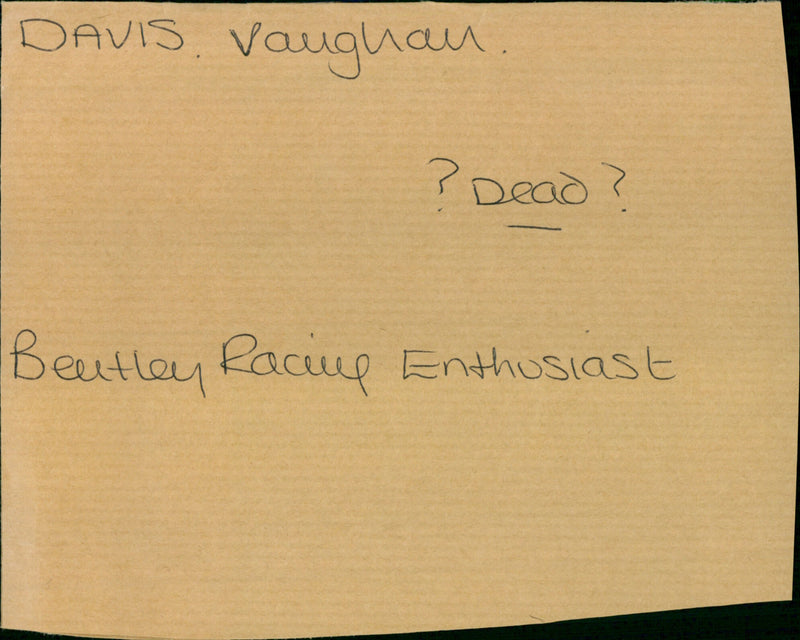 DAVIS. Vaughan.
? Dead ?
Bentley Racing Enthusiast